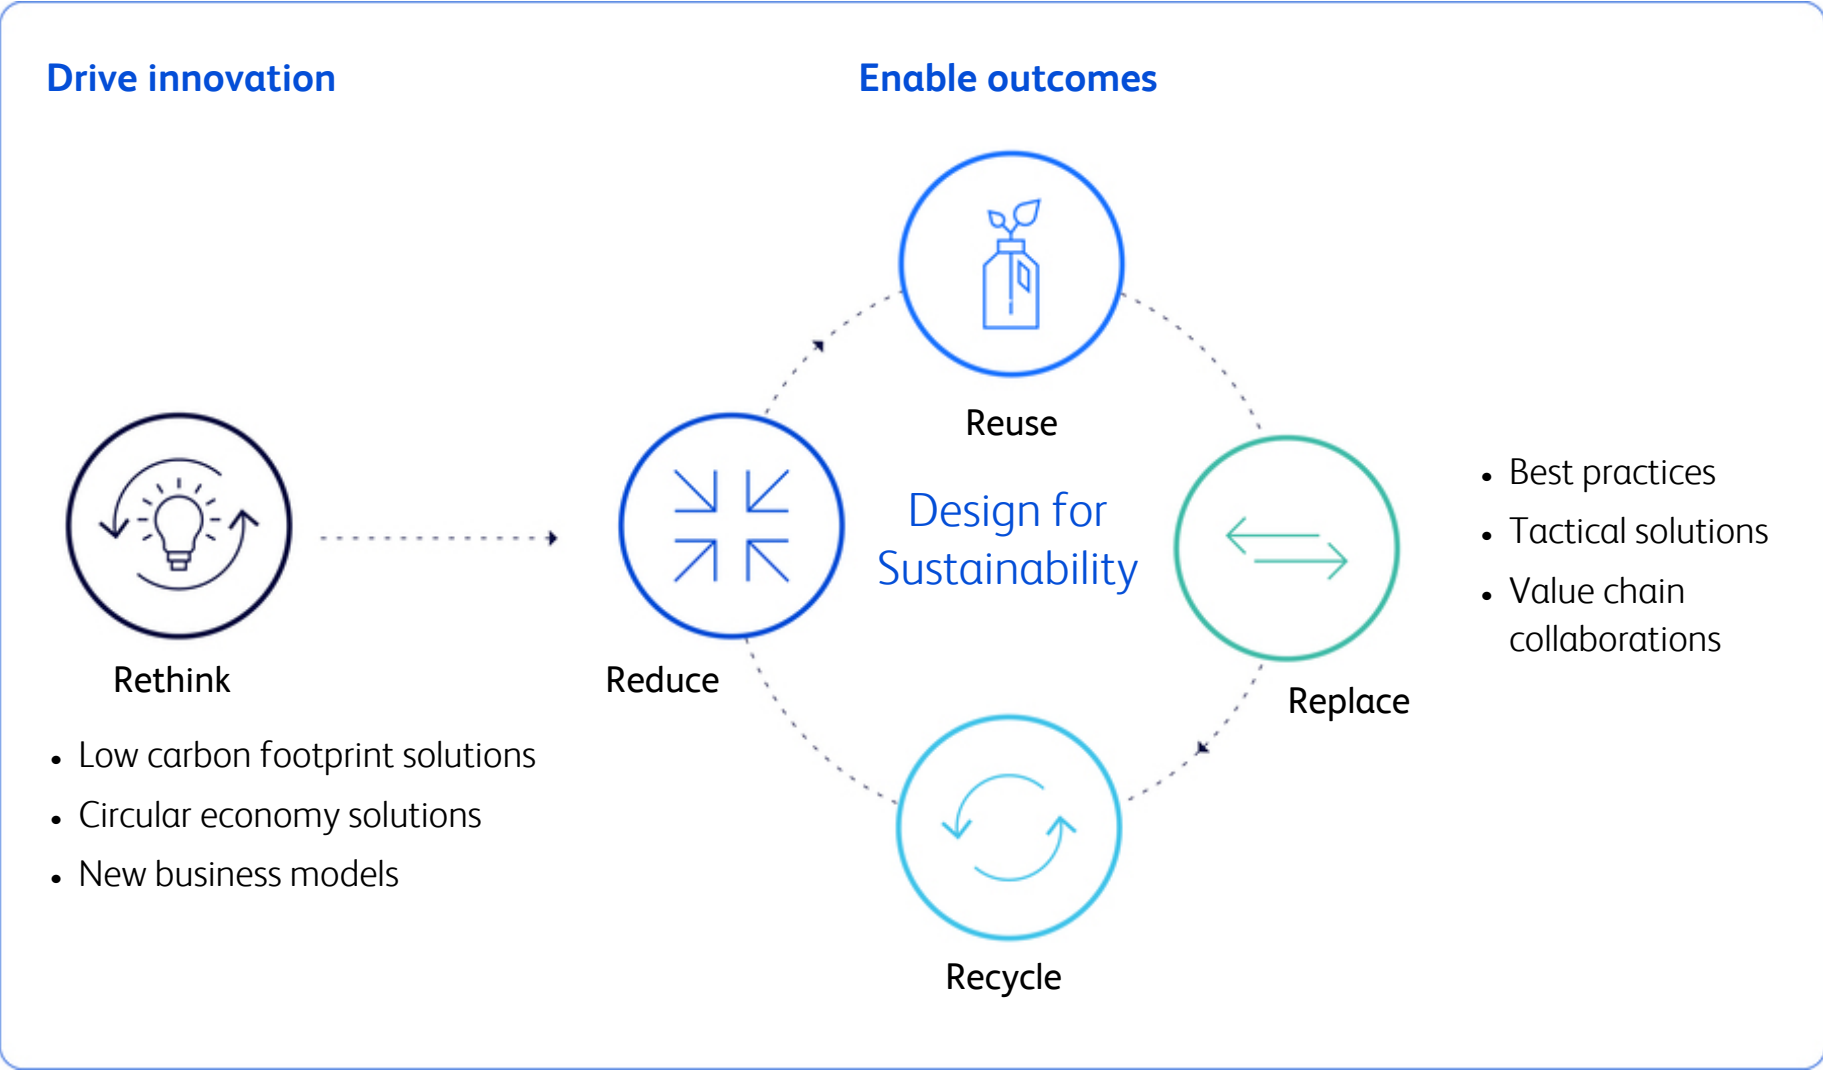 Drive innovation
Enable outcomes
Reuse
Design for
Sustainability
Rethink
Reduce
Replace
Recycle
• Low carbon footprint solutions
• Circular economy solutions
• New business models
• Best practices
• Tactical solutions
• Value chain
collaborations